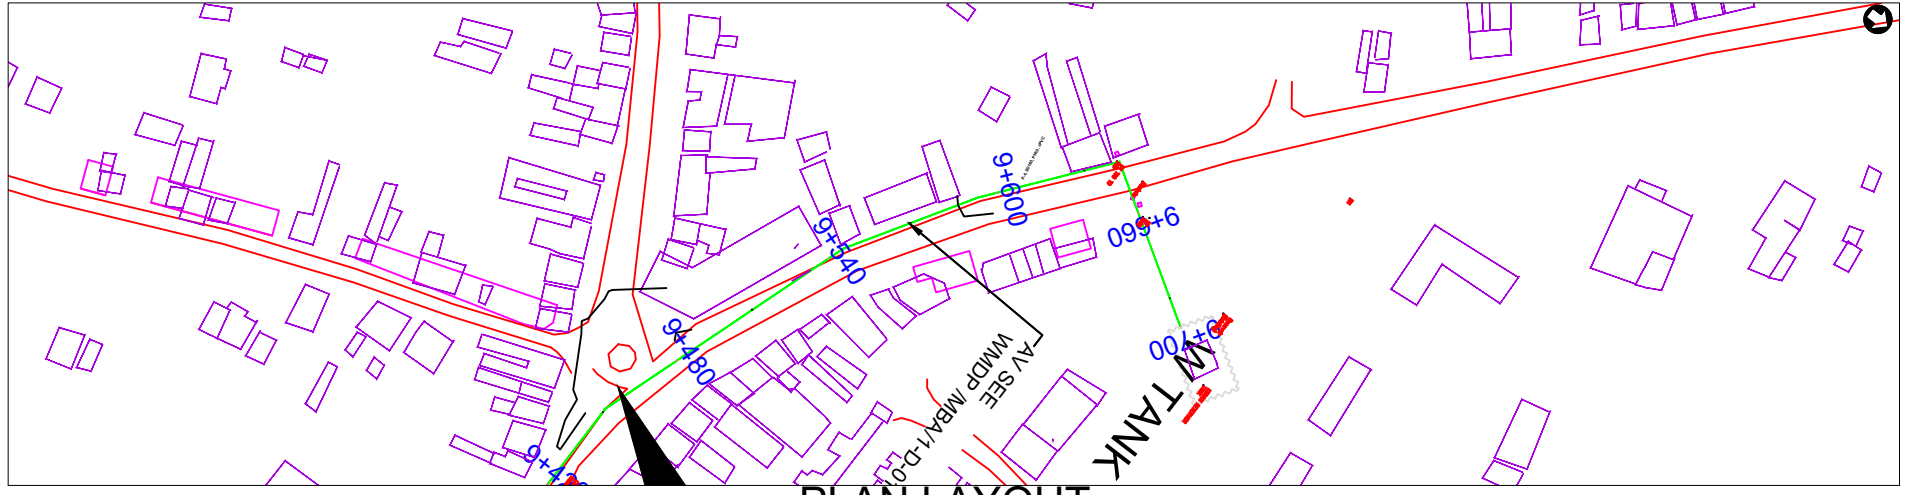 9+600
9+660
9+540
9+700
9+480
AV SEE
WMDP /MBA/1-D-0
W TANK
PLAN LAYOUT